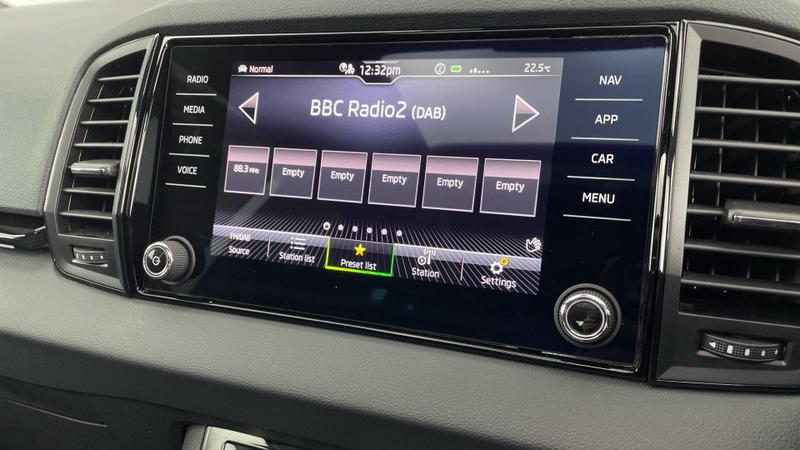 RADIO
MEDIA
PHONE
VOICE
Normal 12:32pm 2 22.5°c
BBC Radio2 (DAB)
88.3 MHz Empty Empty Empty Empty Empty
FM/DAB
Source
Station list
Preset list
Station
Settings
NAV
APP
CAR
MENU